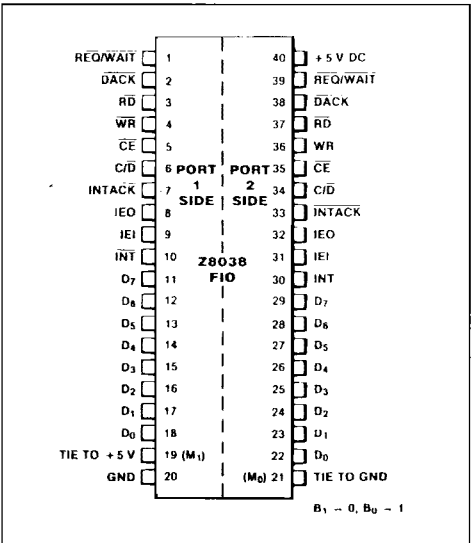 REQ/WAIT 1 40 + 5 V DC
DACK 2 39 REQ/WAIT
RD 3 38 DACK
WR 4 37 RD
CE 5 36 WR
C/D 6 PORT PORT 35 CE
INTACK 7 1 2 34 C/D
IEO 8 SIDE SIDE 33 INTACK
IEI 9 32 IEO
INT 10 Z8038 31 IEI
D₇ 11 FIO 30 INT
D₆ 12 29 D₇
D₅ 13 28 D₆
D₄ 14 27 D₅
D₃ 15 26 D₄
D₂ 16 25 D₃
D₁ 17 24 D₂
D₀ 18 23 D₁
TIE TO + 5 V 19 (M₁) 22 D₀
GND 20 (M₀) 21 TIE TO GND
B₁ - 0, B₀ - 1